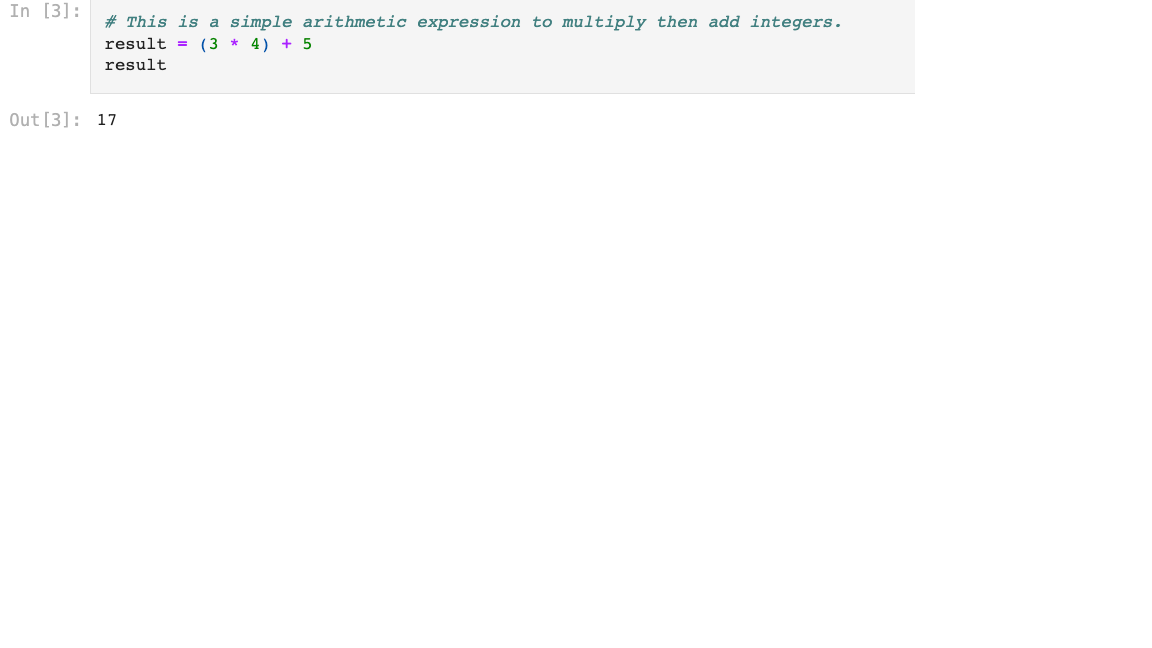 In [3]:
# This is a simple arithmetic expression to multiply then add integers.
result = (3 * 4) + 5
result
Out[3]: 17